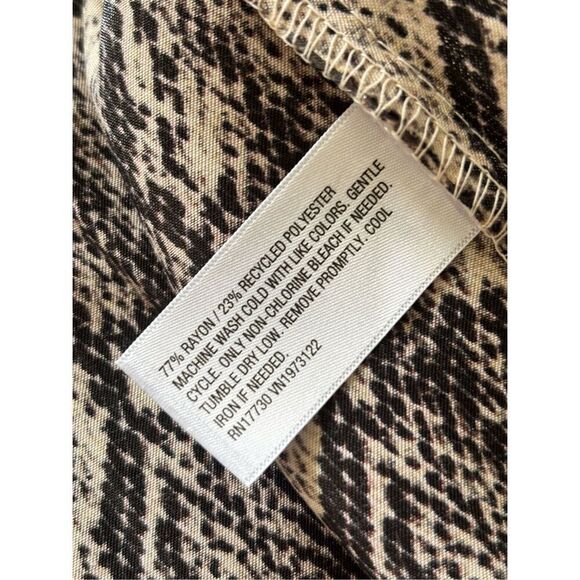 77% RAYON / 23% RECYCLED POLYESTER
MACHINE WASH COLD WITH LIKE COLORS. GENTLE
CYCLE. ONLY NON-CHLORINE BLEACH IF NEEDED.
TUMBLE DRY LOW. REMOVE PROMPTLY. COOL
IRON IF NEEDED.
RN17730 VN1973122